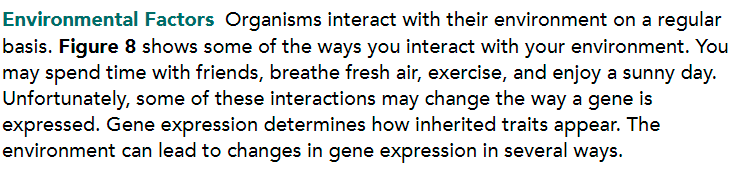 Environmental Factors Organisms interact with their environment on a regular
basis. Figure 8 shows some of the ways you interact with your environment. You
may spend time with friends, breathe fresh air, exercise, and enjoy a sunny day.
Unfortunately, some of these interactions may change the way a gene is
expressed. Gene expression determines how inherited traits appear. The
environment can lead to changes in gene expression in several ways.